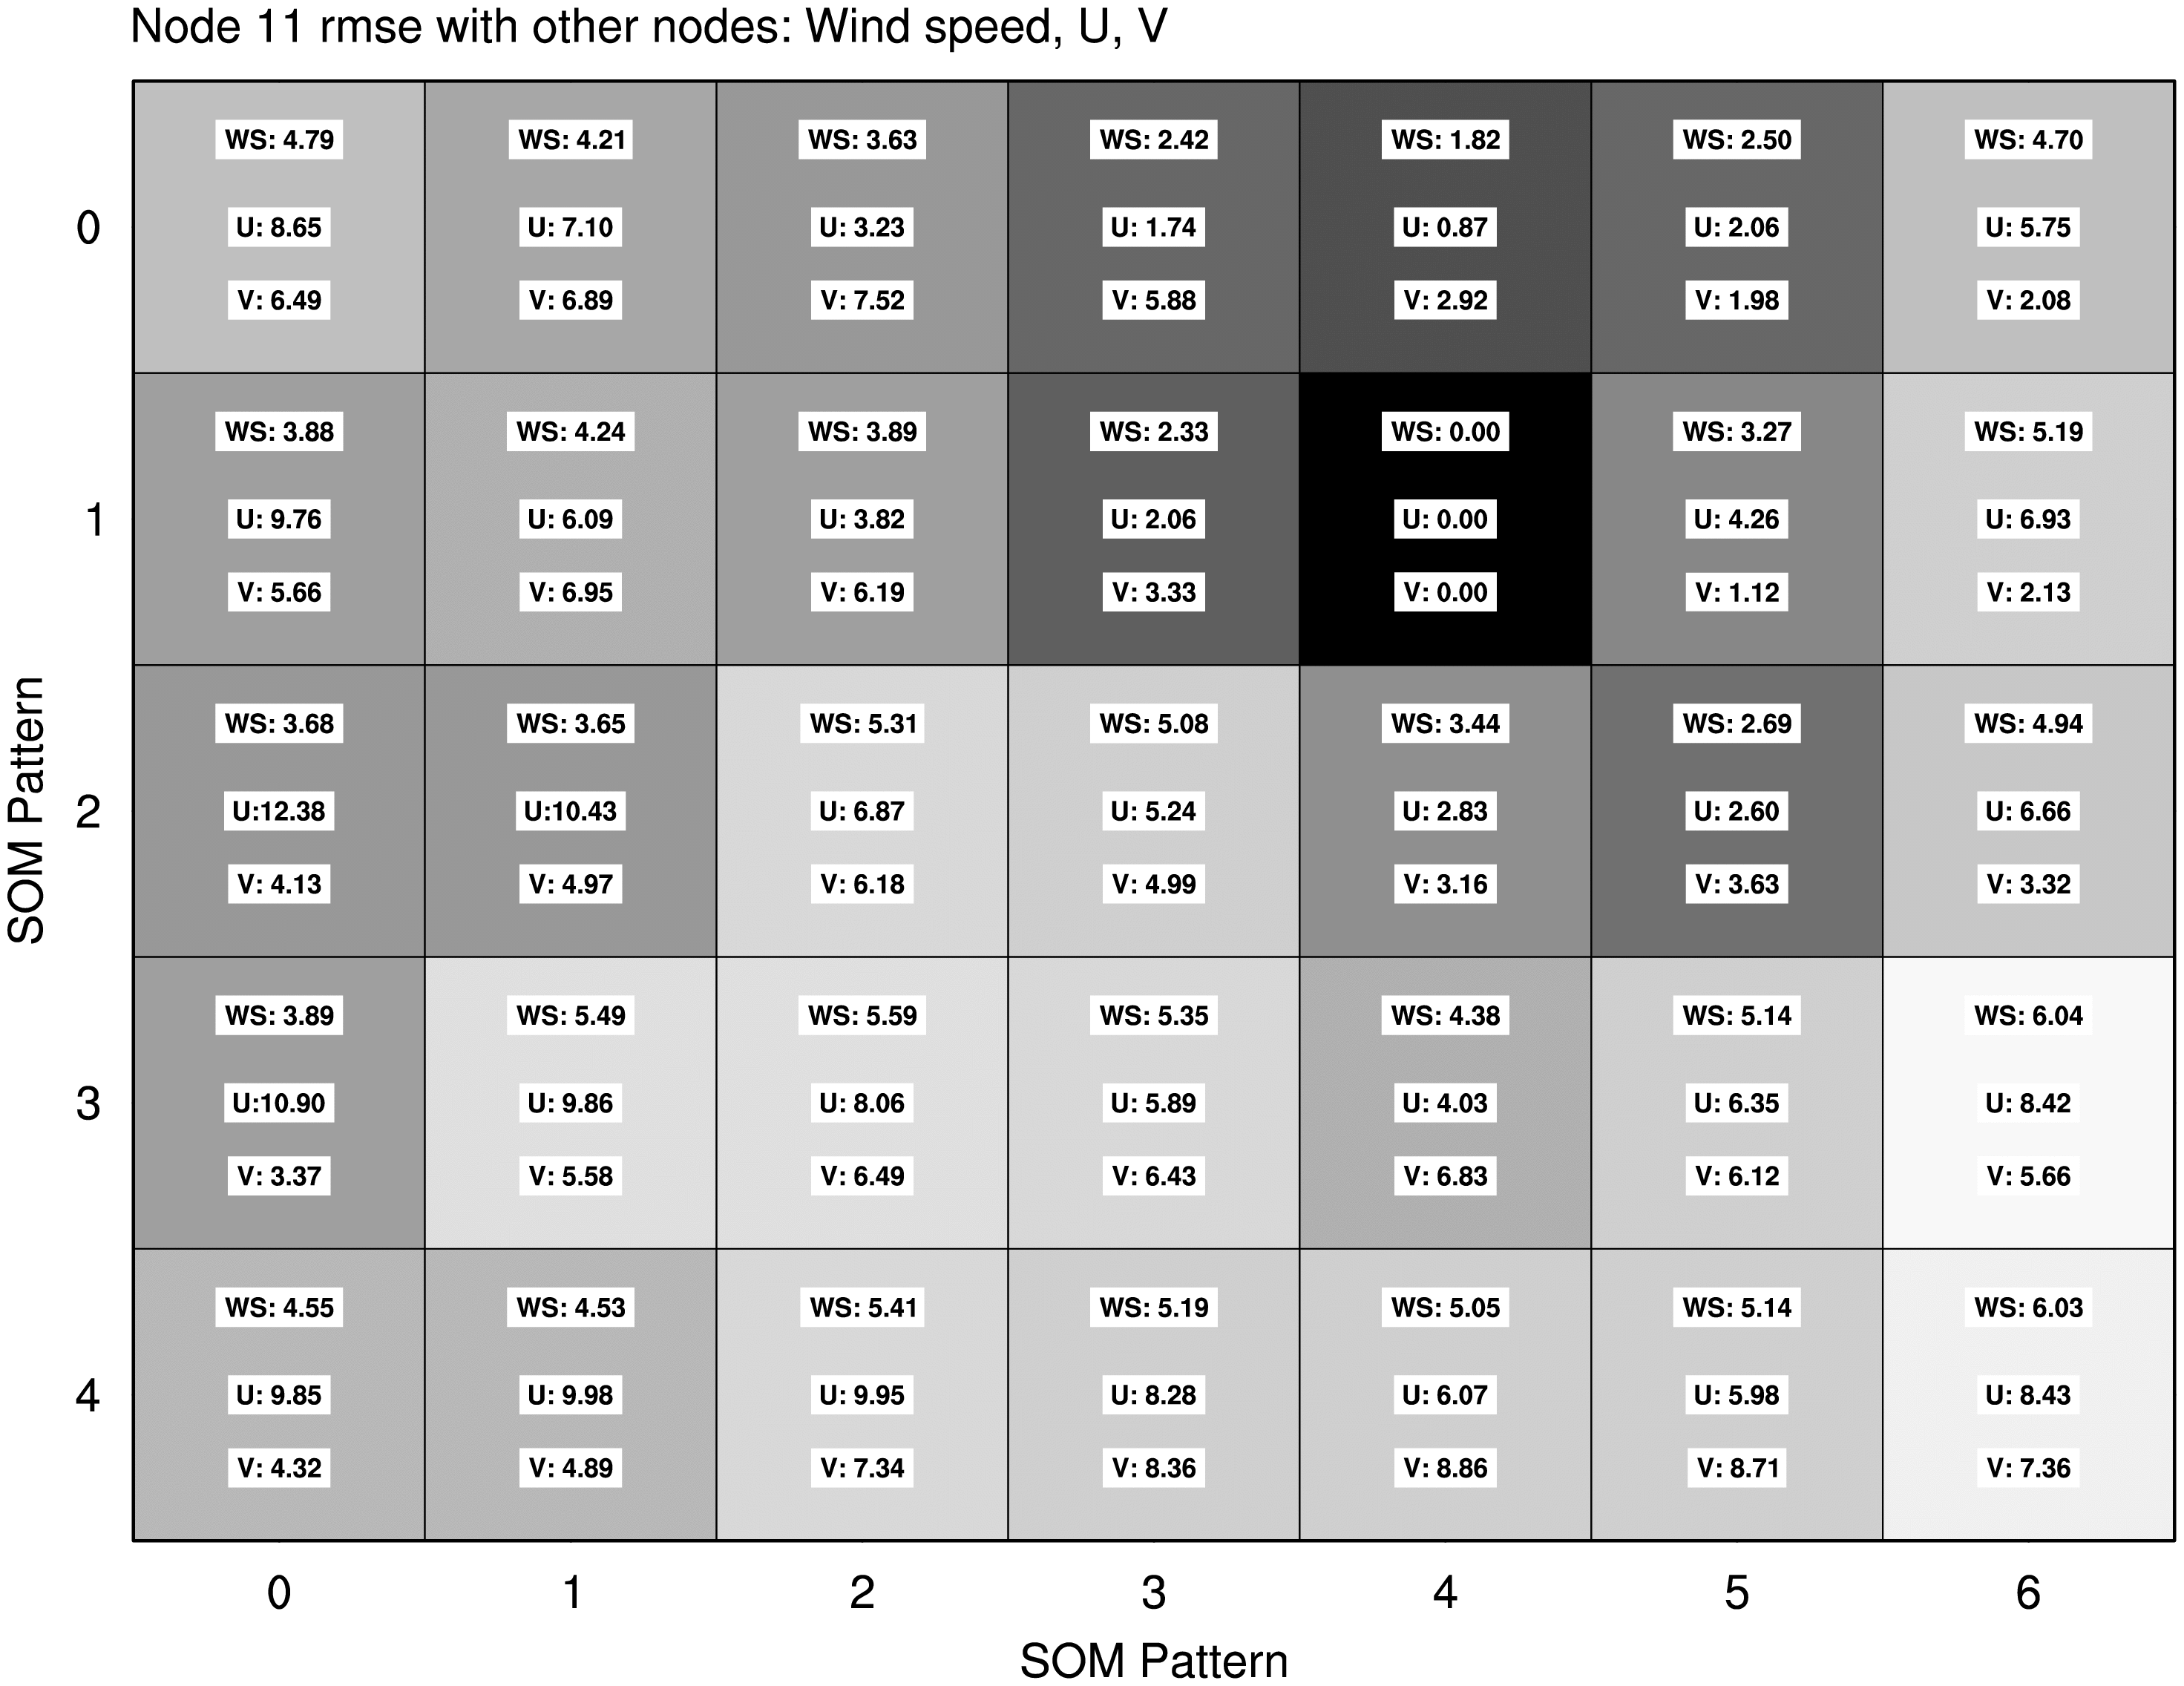 Node 11 rmse with other nodes: Wind speed, U, V
WS: 4.79 WS: 4.21 WS: 3.63 WS: 2.42 WS: 1.82 WS: 2.50 WS: 4.70
0 U: 8.65 U: 7.10 U: 3.23 U: 1.74 U: 0.87 U: 2.06 U: 5.75
V: 6.49 V: 6.89 V: 7.52 V: 5.88 V: 2.92 V: 1.98 V: 2.08
WS: 3.88 WS: 4.24 WS: 3.89 WS: 2.33 WS: 0.00 WS: 3.27 WS: 5.19
1 U: 9.76 U: 6.09 U: 3.82 U: 2.06 U: 0.00 U: 4.26 U: 6.93
V: 5.66 V: 6.95 V: 6.19 V: 3.33 V: 0.00 V: 1.12 V: 2.13
SOM Pattern
WS: 3.68 WS: 3.65 WS: 5.31 WS: 5.08 WS: 3.44 WS: 2.69 WS: 4.94
2 U:12.38 U:10.43 U: 6.87 U: 5.24 U: 2.83 U: 2.60 U: 6.66
V: 4.13 V: 4.97 V: 6.18 V: 4.99 V: 3.16 V: 3.63 V: 3.32
WS: 3.89 WS: 5.49 WS: 5.59 WS: 5.35 WS: 4.38 WS: 5.14 WS: 6.04
3 U:10.90 U: 9.86 U: 8.06 U: 5.89 U: 4.03 U: 6.35 U: 8.42
V: 3.37 V: 5.58 V: 6.49 V: 6.43 V: 6.83 V: 6.12 V: 5.66
WS: 4.55 WS: 4.53 WS: 5.41 WS: 5.19 WS: 5.05 WS: 5.14 WS: 6.03
4 U: 9.85 U: 9.98 U: 9.95 U: 8.28 U: 6.07 U: 5.98 U: 8.43
V: 4.32 V: 4.89 V: 7.34 V: 8.36 V: 8.86 V: 8.71 V: 7.36
0 1 2 3 4 5 6
SOM Pattern